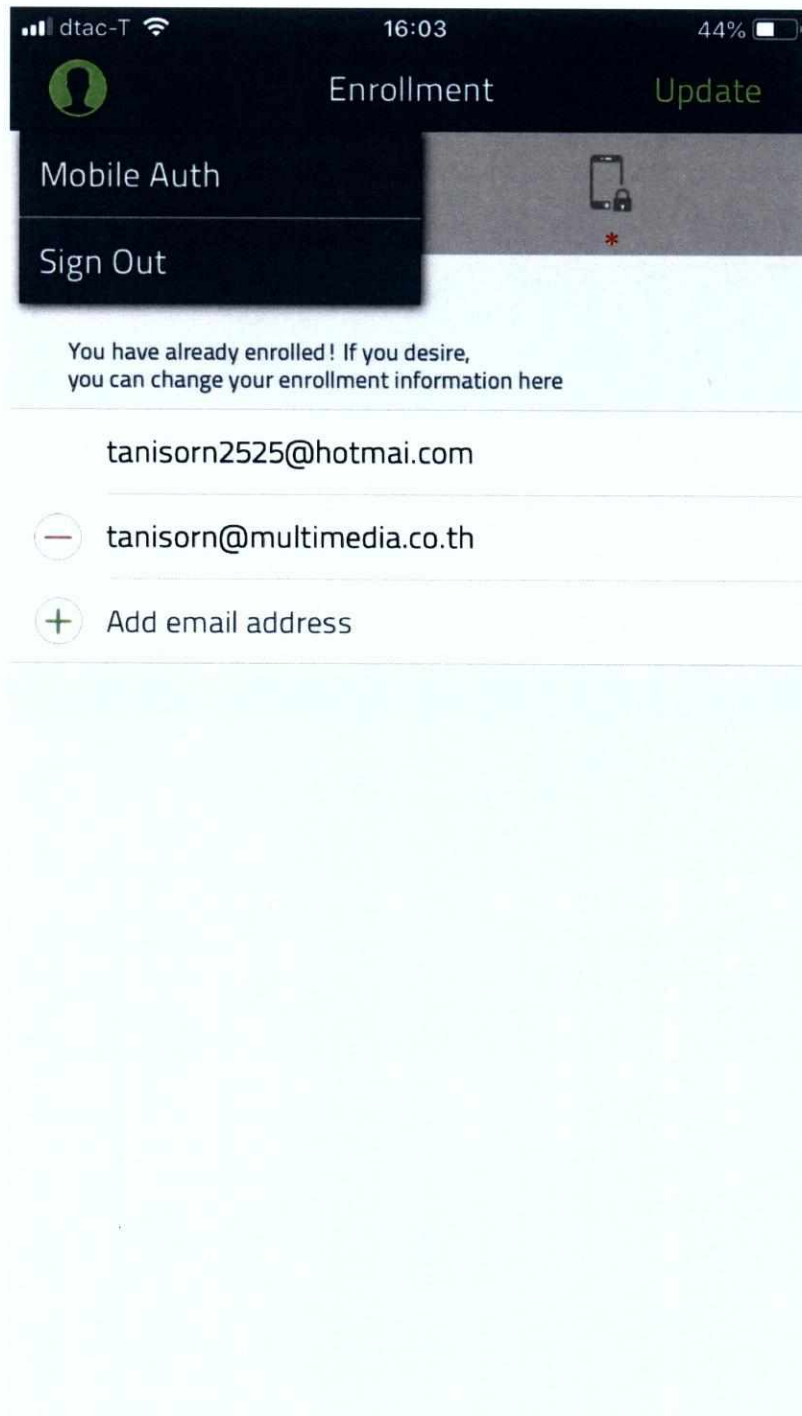 dtac-T 16:03 44%
Enrollment Update
Mobile Auth
*
Sign Out
You have already enrolled! If you desire,
you can change your enrollment information here
tanisorn2525@hotmai.com
tanisorn@multimedia.co.th
Add email address